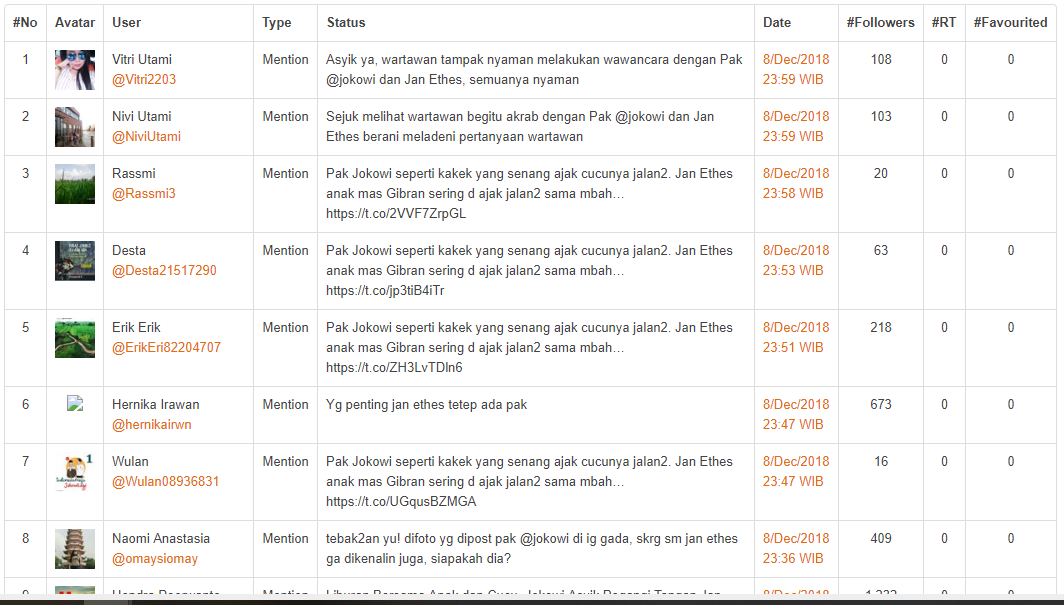 #No Avatar User Type Status Date #Followers #RT #Favourited
1 Vitri Utami Mention Asyik ya, wartawan tampak nyaman melakukan wawancara dengan Pak 8/Dec/2018 108 0 0
@Vitri2203 @jokowi dan Jan Ethes, semuanya nyaman 23:59 WIB
2 Nivi Utami Mention Sejuk melihat wartawan begitu akrab dengan Pak @jokowi dan Jan 8/Dec/2018 103 0 0
@NiviUtami Ethes berani meladeni pertanyaan wartawan 23:59 WIB
3 Rassmi Mention Pak Jokowi seperti kakek yang senang ajak cucunya jalan2. Jan Ethes 8/Dec/2018 20 0 0
@Rassmi3 anak mas Gibran sering d ajak jalan2 sama mbah… 23:58 WIB
https://t.co/2VVF7ZrpGL
4 Desta Mention Pak Jokowi seperti kakek yang senang ajak cucunya jalan2. Jan Ethes 8/Dec/2018 63 0 0
@Desta21517290 anak mas Gibran sering d ajak jalan2 sama mbah… 23:53 WIB
https://t.co/jp3tiB4iTr
5 Erik Erik Mention Pak Jokowi seperti kakek yang senang ajak cucunya jalan2. Jan Ethes 8/Dec/2018 218 0 0
@ErikEri82204707 anak mas Gibran sering d ajak jalan2 sama mbah… 23:51 WIB
https://t.co/ZH3LvTDln6
6 Hernika Irawan Mention Yg penting jan ethes tetep ada pak 8/Dec/2018 673 0 0
@hernikairwn 23:47 WIB
7 Wulan Mention Pak Jokowi seperti kakek yang senang ajak cucunya jalan2. Jan Ethes 8/Dec/2018 16 0 0
@Wulan08936831 anak mas Gibran sering d ajak jalan2 sama mbah… 23:47 WIB
https://t.co/UGqusBZMGA
8 Naomi Anastasia Mention tebak2an yu! difoto yg dipost pak @jokowi di ig gada, skrg sm jan ethes 8/Dec/2018 409 0 0
@omaysiomay ga dikenalin juga, siapakah dia? 23:36 WIB